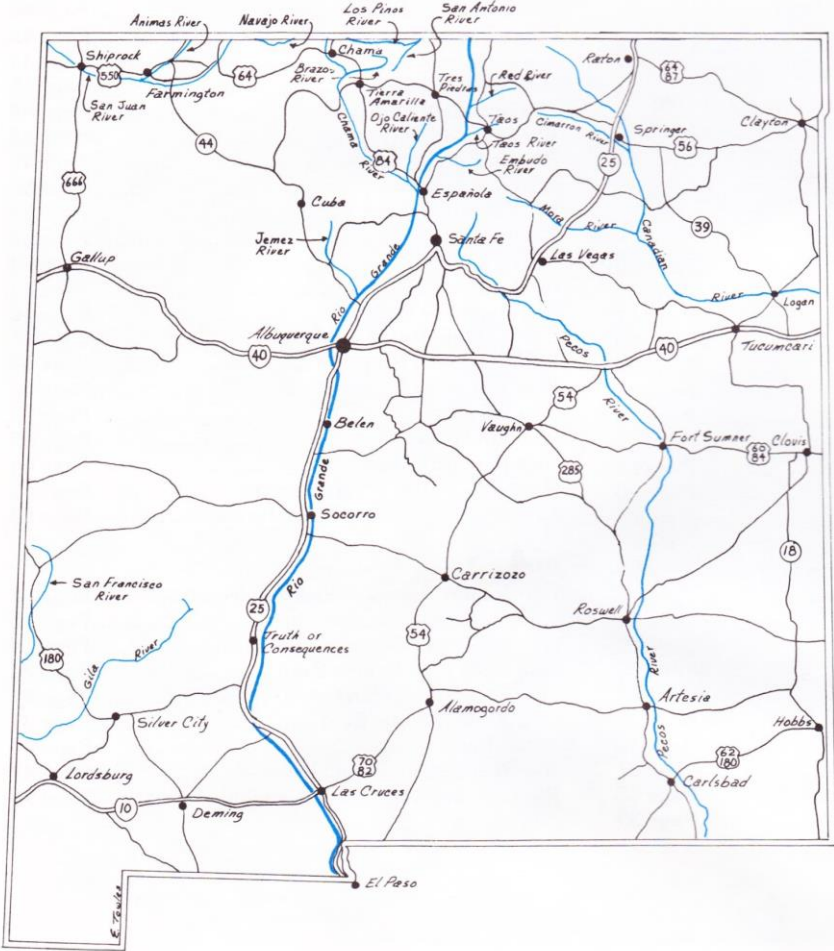 Animas River
Navajo River
Los Pinos
River
San Antonio
River
Shiprock
550
San Juan
River
Farmington
64
Chama
Brazos
River
Tierra
Amarilla
Tres
Piedras
Red River
Raton
64
87
Clayton
Ojo Caliente
River
Chama
River
84
Taos
Taos River
Embudo
River
Cimarron River
Springer
56
25
44
666
Cuba
Española
Mora
River
Canadian
River
39
Jemez
River
Santa Fe
Las Vegas
Logan
Gallup
Rio
Grande
Albuquerque
40
Pecos
River
40
Tucumcari
54
Belen
Vaughn
Fort Sumner
60
84
Clovis
Grande
285
Socorro
18
San Francisco
River
Rio
Carrizozo
Roswell
25
Truth or
Consequences
54
180
Gila
River
River
Silver City
Alamogordo
Artesia
Pecos
Hobbs
Lordsburg
70
82
62
180
Carlsbad
10
Deming
Las Cruces
El Paso
E Towles